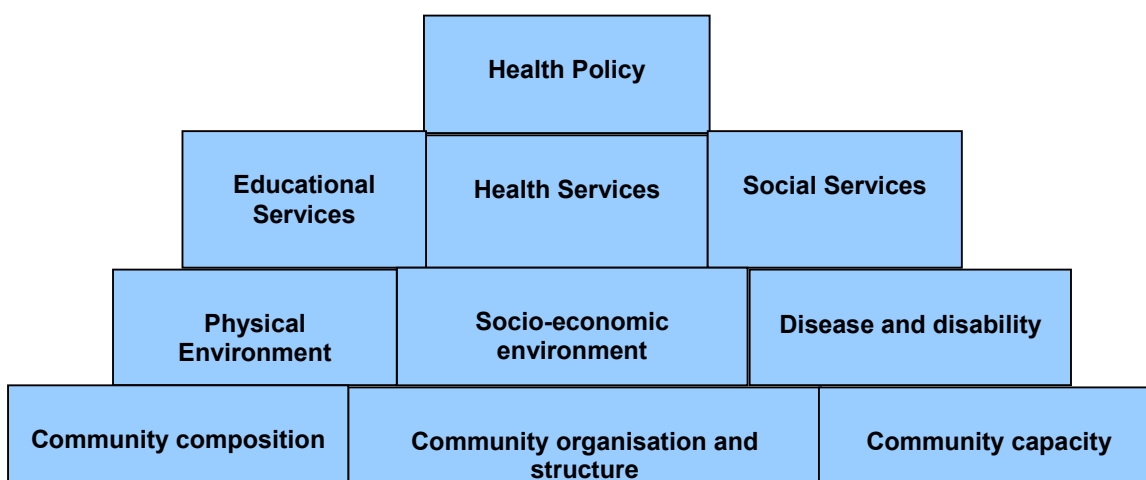 Health Policy
Educational
Services
Health Services
Social Services
Physical
Environment
Socio-economic
environment
Disease and disability
Community composition
Community organisation and
structure
Community capacity